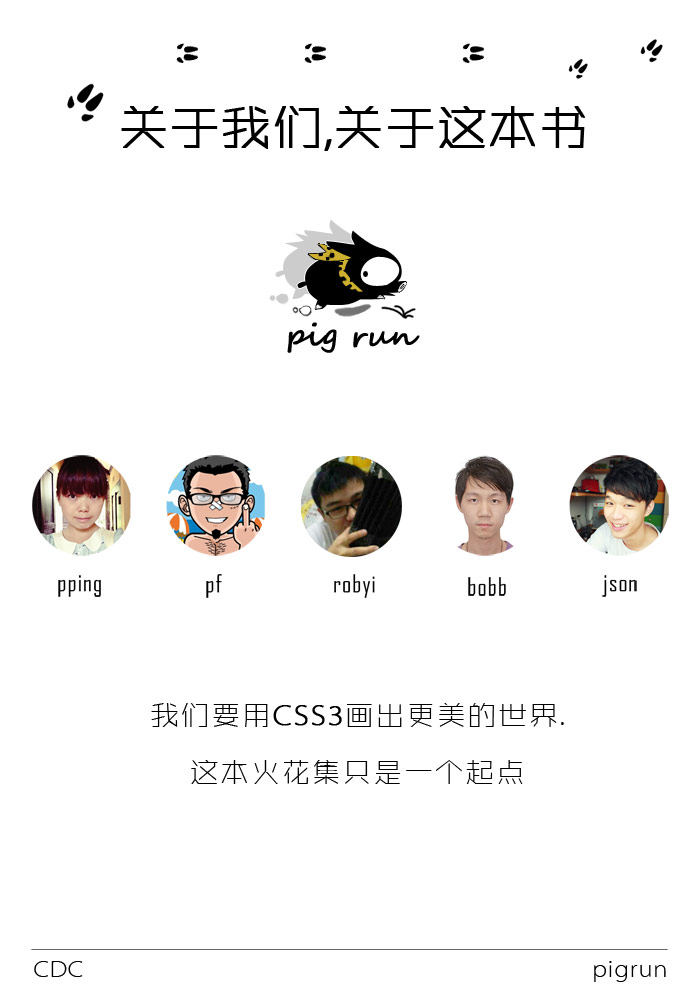 关于我们,关于这本书
pig run
pping
pf
robyi
bobb
json
我们要用CSS3画出更美的世界.
这本火花集只是一个起点
CDC
pigrun